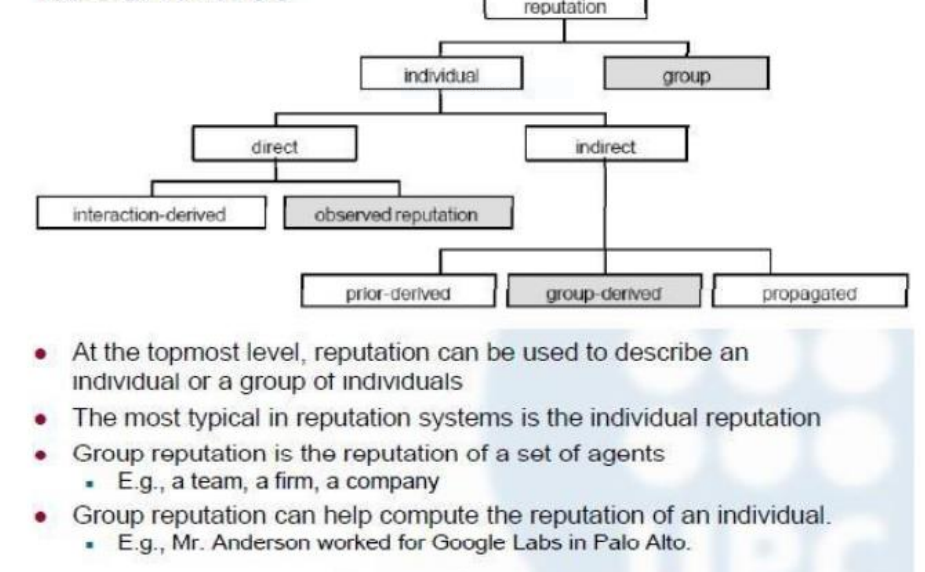 reputation
individual
group
direct
indirect
interaction-derived
observed reputation
prior-derived
group-derived
propagated
• At the topmost level, reputation can be used to describe an
individual or a group of individuals
• The most typical in reputation systems is the individual reputation
• Group reputation is the reputation of a set of agents
▪ E.g., a team, a firm, a company
• Group reputation can help compute the reputation of an individual.
▪ E.g., Mr. Anderson worked for Google Labs in Palo Alto.